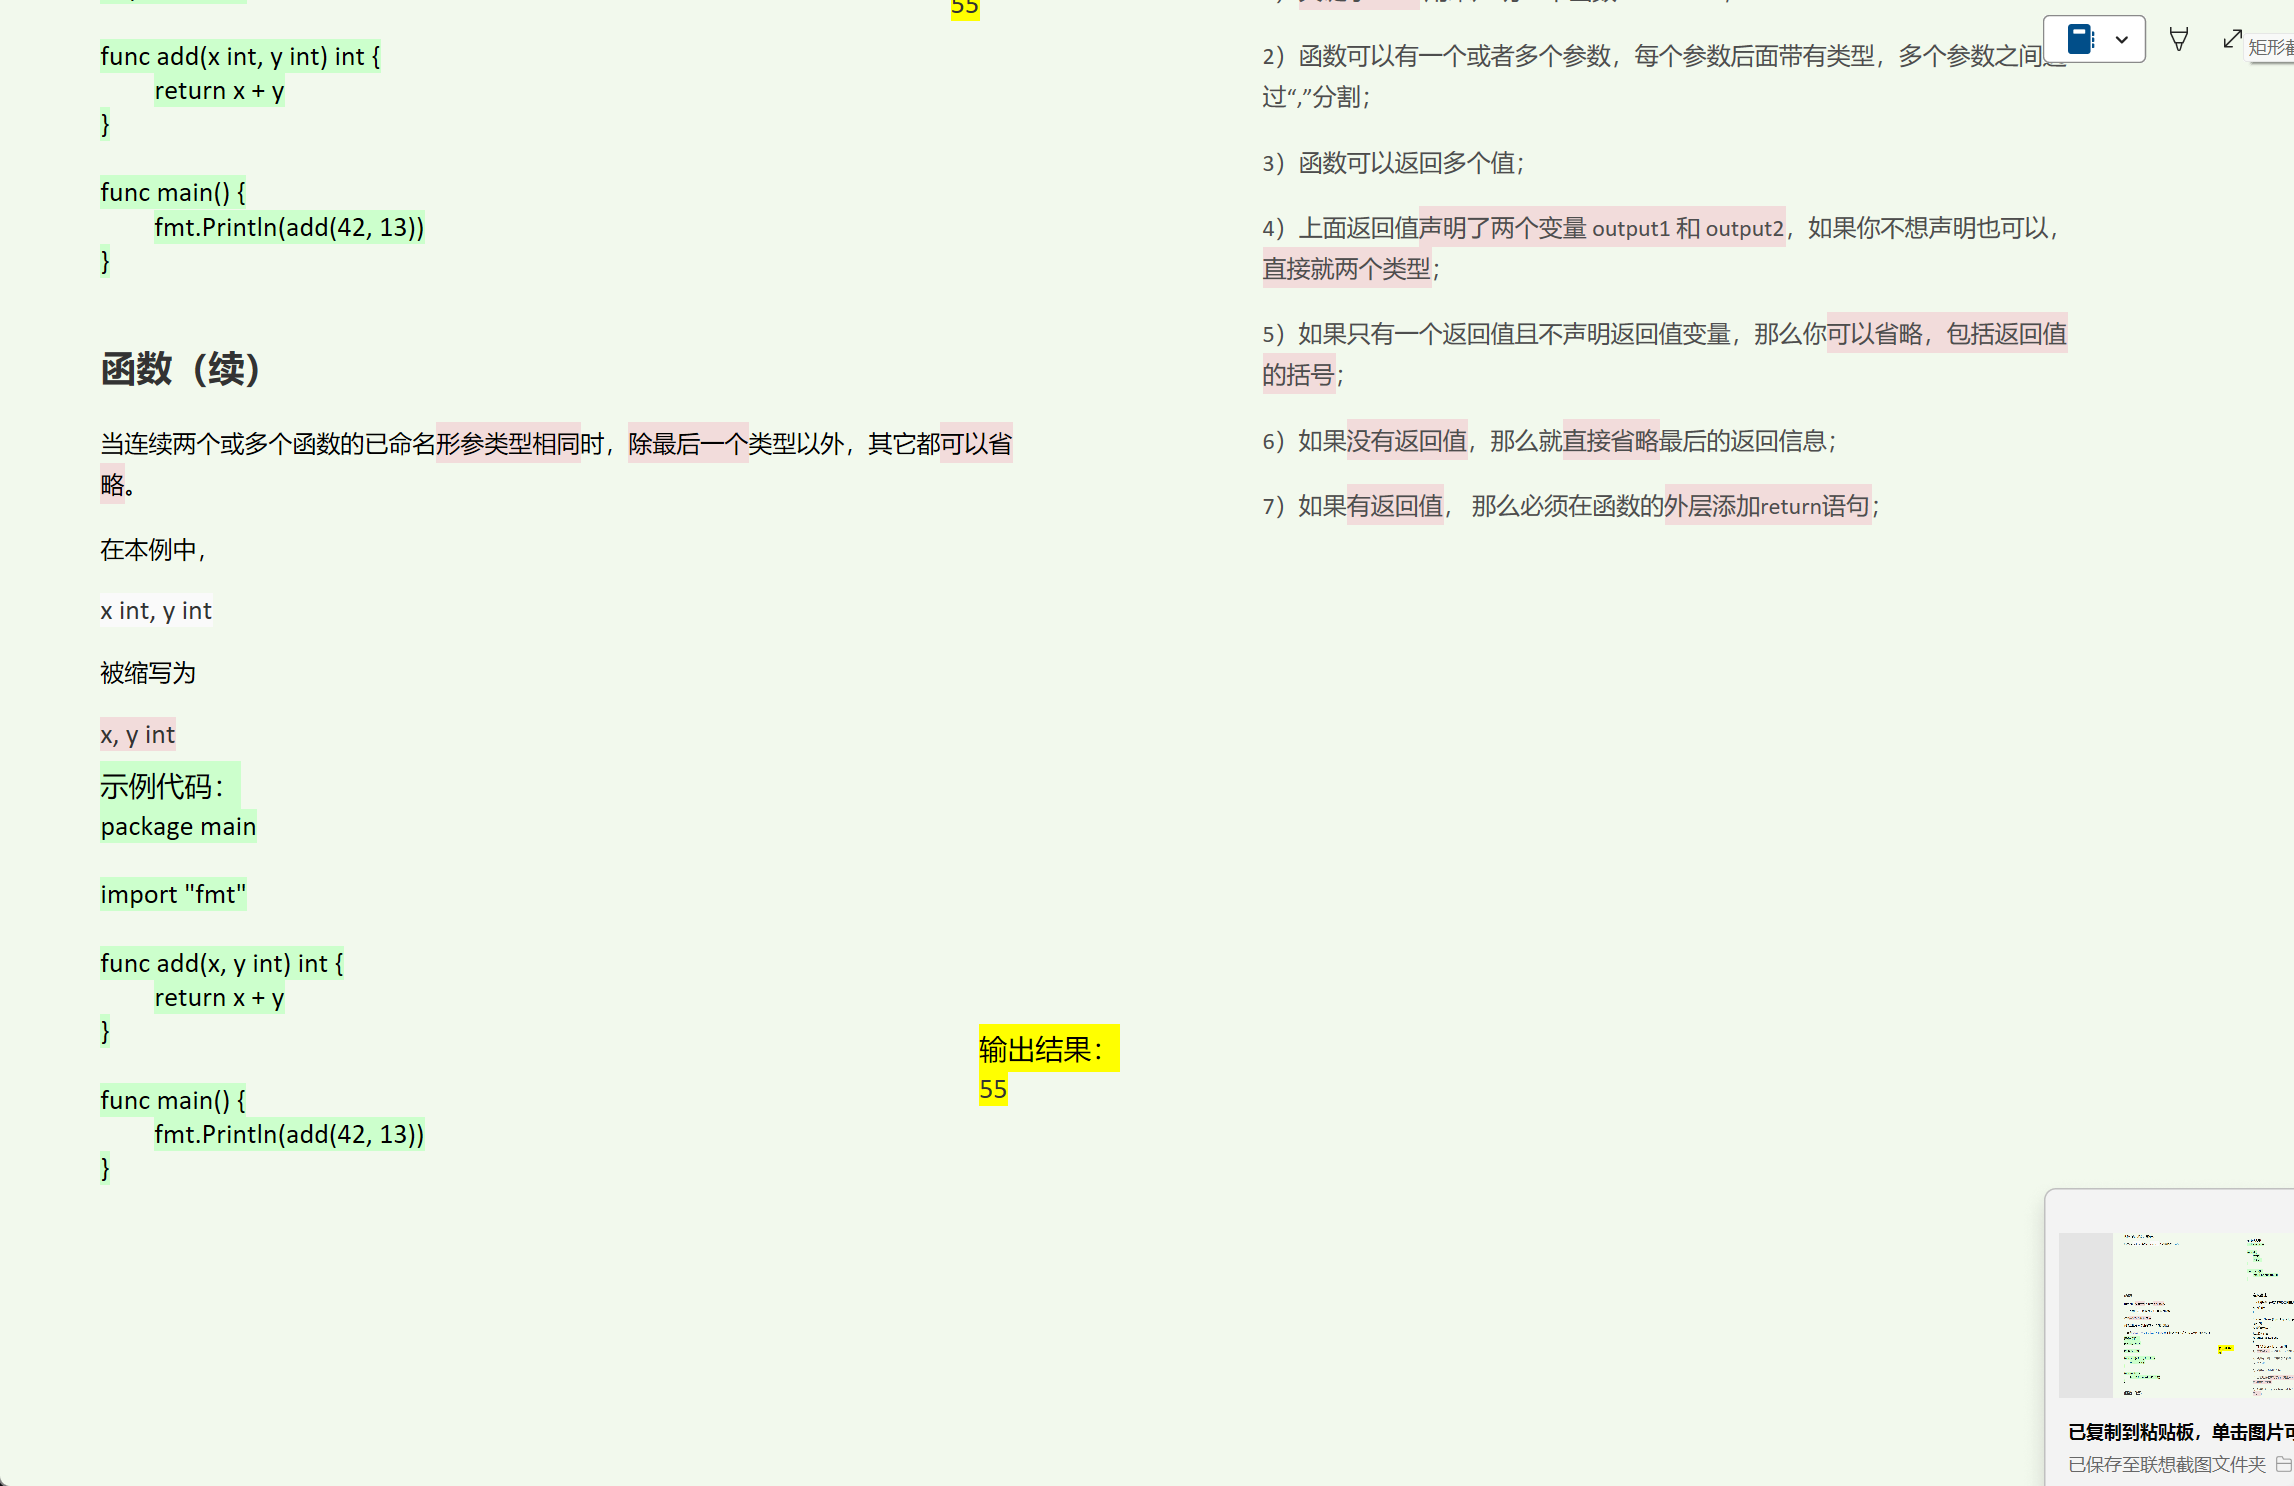 func add(x int, y int) int {
return x + y
}
func main() {
fmt.Println(add(42, 13))
}
函数（续）
当连续两个或多个函数的已命名形参类型相同时，除最后一个类型以外，其它都可以省
略。
在本例中，
x int, y int
被缩写为
x, y int
示例代码：
package main
import "fmt"
func add(x, y int) int {
return x + y
}
func main() {
fmt.Println(add(42, 13))
}
55
输出结果：
55
2）函数可以有一个或者多个参数，每个参数后面带有类型，多个参数之间通
过“,”分割；
3）函数可以返回多个值；
4）上面返回值声明了两个变量 output1 和 output2，如果你不想声明也可以，
直接就两个类型；
5）如果只有一个返回值且不声明返回值变量，那么你可以省略，包括返回值
的括号；
6）如果没有返回值，那么就直接省略最后的返回信息；
7）如果有返回值， 那么必须在函数的外层添加return语句；
矩形截
已复制到粘贴板，单击图片可
已保存至联想截图文件夹